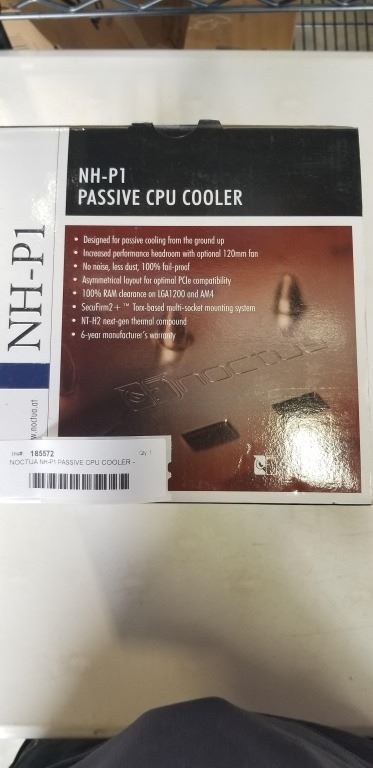 NH-P1
PASSIVE CPU COOLER
• Designed for passive cooling from the ground up
• Increased performance headroom with optional 120mm fan
• No noise, less dust, 100% fail-proof
• Asymmetrical layout for optimal PCIe compatibility
• 100% RAM clearance on LGA1200 and AM4
• SecuFirm2+™ Torx-based multi-socket mounting system
• NT-H2 next-gen thermal compound
• 6-year manufacturer's warranty
NH-P1
w.noctua.at
noctua
185572
Qty: 1
NOCTUA NH-P1 PASSIVE CPU COOLER -